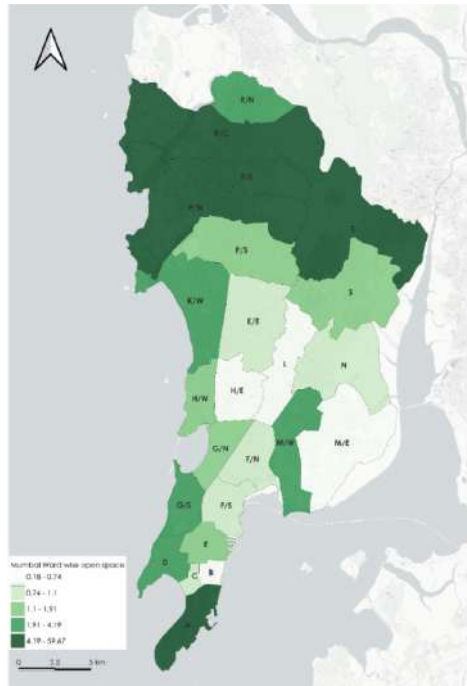 R/N
P/S
S
K/W
K/E
L
N
H/W
H/E
G/N
F/N
M/W
M/E
G/S
F/S
E
D
C
B
A
Mumbai Ward wise open space
0.18 - 0.74
0.74 - 1.1
1.1 - 1.91
1.91 - 4.19
4.19 - 59.67
0 2.5 5 km